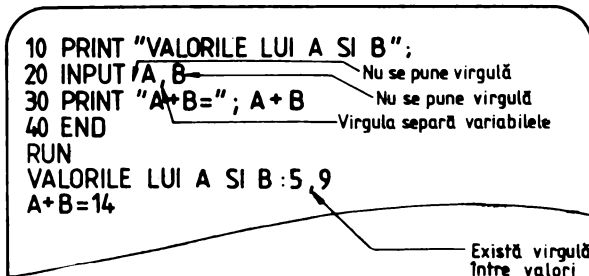 10 PRINT "VALORILE LUI A SI B";
20 INPUT A, B
Nu se pune virgulă
30 PRINT "A+B="; A+B
Nu se pune virgulă
40 END
Virgula separă variabilele
RUN
VALORILE LUI A SI B:5,9
A+B=14
Există virgulă
între valori